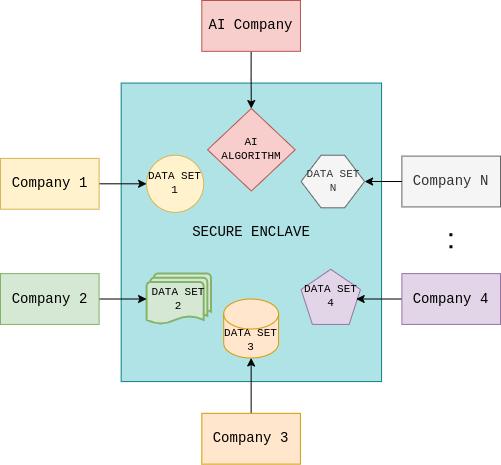 AI Company
AI
ALGORITHM
Company 1
DATA SET
1
DATA SET
N
Company N
SECURE ENCLAVE
:
Company 2
DATA SET
2
DATA SET
3
DATA SET
4
Company 4
Company 3